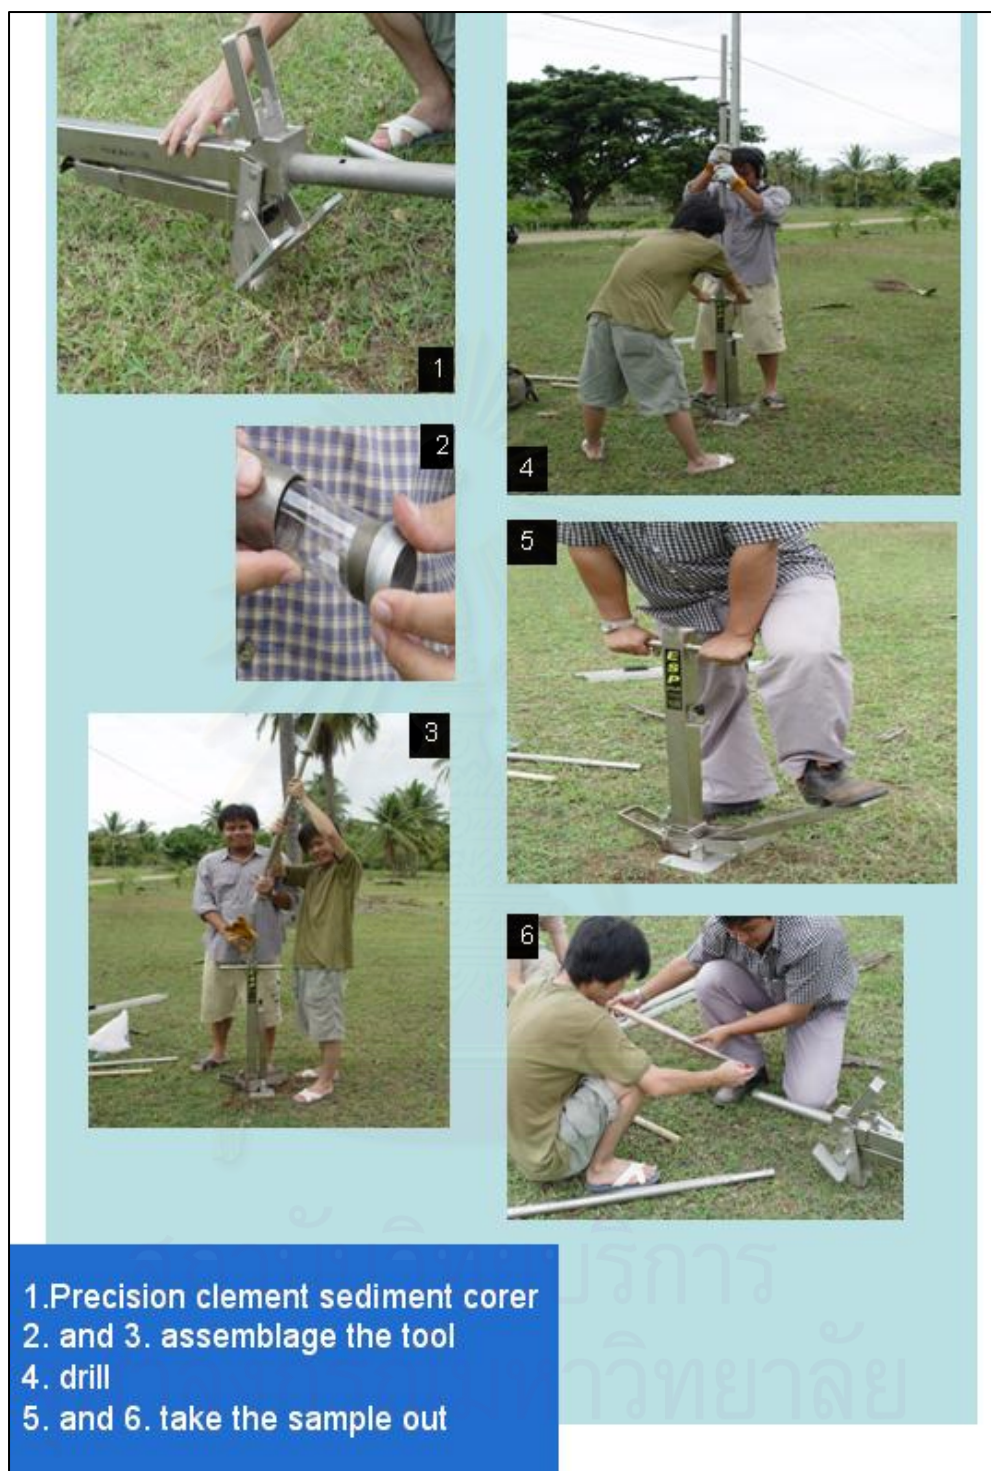 1
2
3
4
5
ESP
6
1.Precision clement sediment corer
2. and 3. assemblage the tool
4. drill
5. and 6. take the sample out